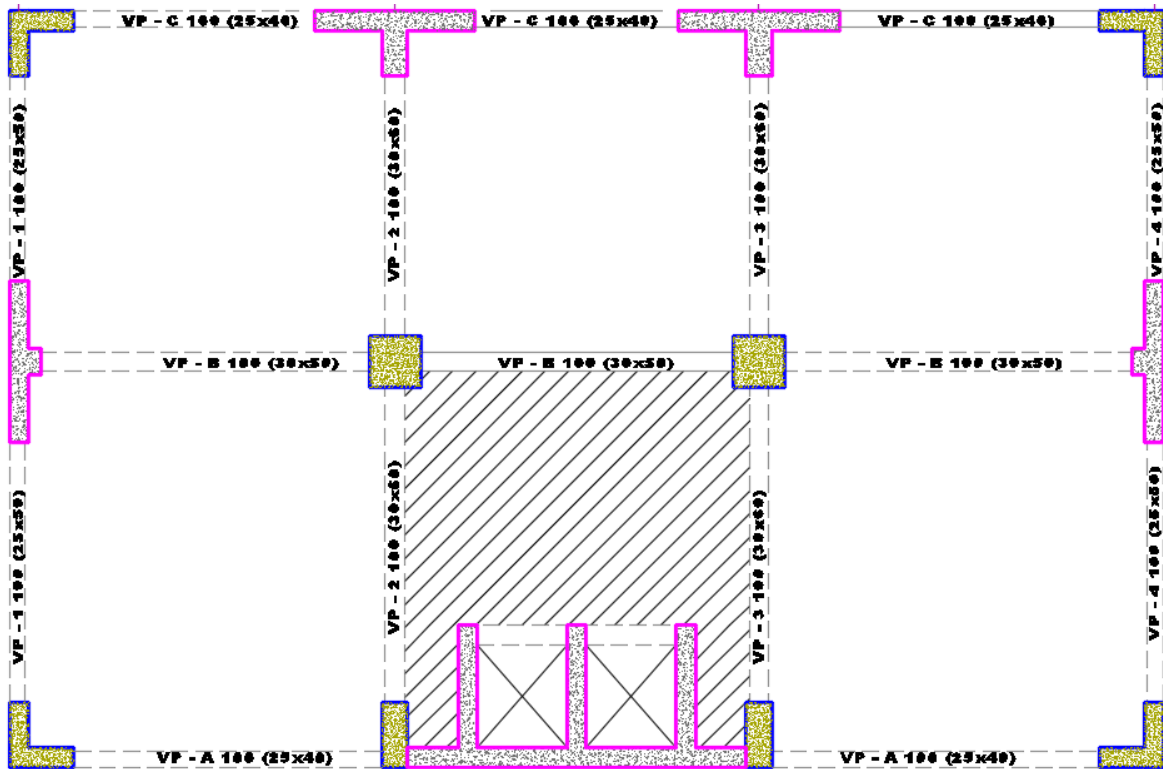 VP - C 100 (25x40)
VP - C 100 (25x40)
VP - C 100 (25x40)
VP - 1 100 (25x50)
VP - 2 100 (30x60)
VP - 3 100 (30x60)
VP - 4 100 (25x50)
VP - B 100 (30x50)
VP - B 100 (30x50)
VP - B 100 (30x50)
VP - 1 100 (25x50)
VP - 2 100 (30x60)
VP - 3 100 (30x60)
VP - 4 100 (25x50)
VP - A 100 (25x40)
VP - A 100 (25x40)